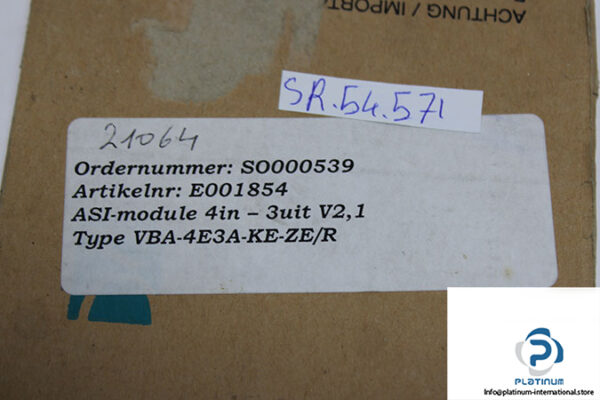 ACHTUNG / IMPORT
SR.54.571
21064
Ordernummer: SO000539
Artikelnr: E001854
ASI-module 4in – 3uit V2,1
Type VBA-4E3A-KE-ZE/R
PLATINUM
Info@platinum-international.store